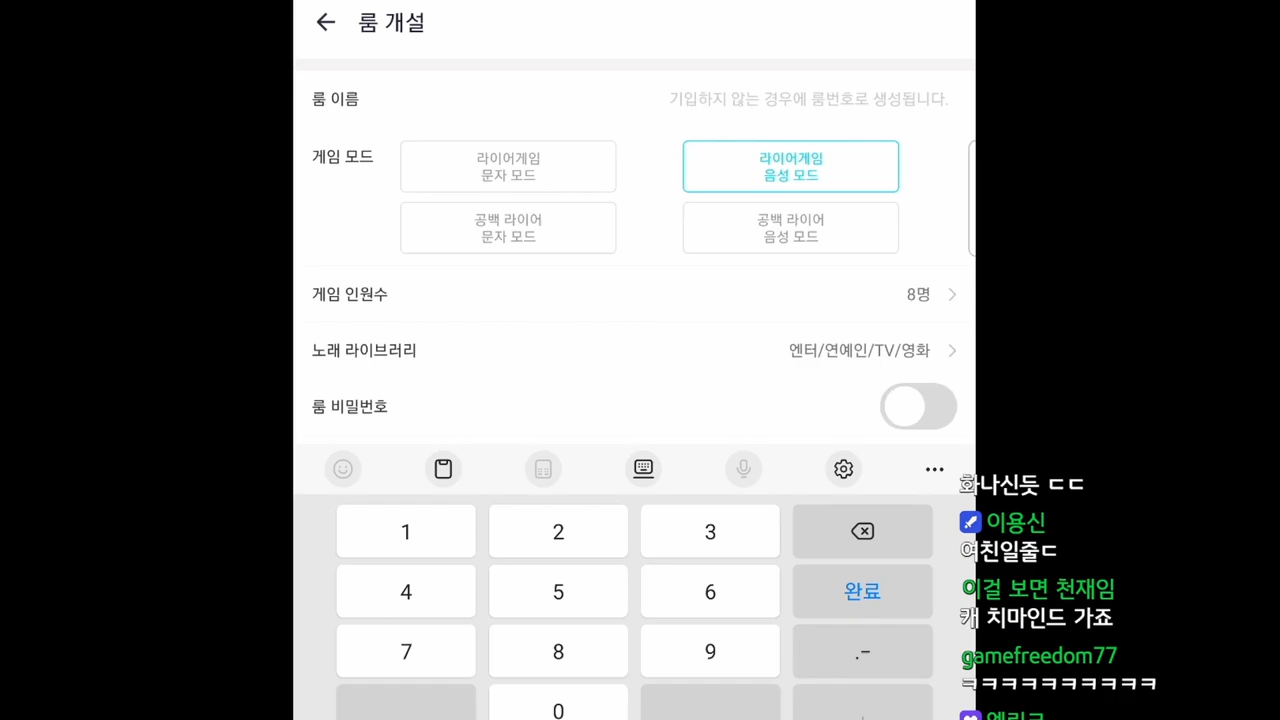 룸 개설
룸 이름
기입하지 않는 경우에 룸번호로 생성됩니다.
게임 모드
라이어게임
문자 모드
라이어게임
음성 모드
공백 라이어
문자 모드
공백 라이어
음성 모드
게임 인원수
8명
노래 라이브러리
엔터/연예인/TV/영화
룸 비밀번호
1
2
3
4
5
6
완료
7
8
9
.-
0
화나신듯 ㄷㄷ
이용신
여친일줄ㄷ
이걸 보면 천재임
캐 치마인드 가죠
gamefreedom77
ㅋㅋㅋㅋㅋㅋㅋㅋㅋㅋ